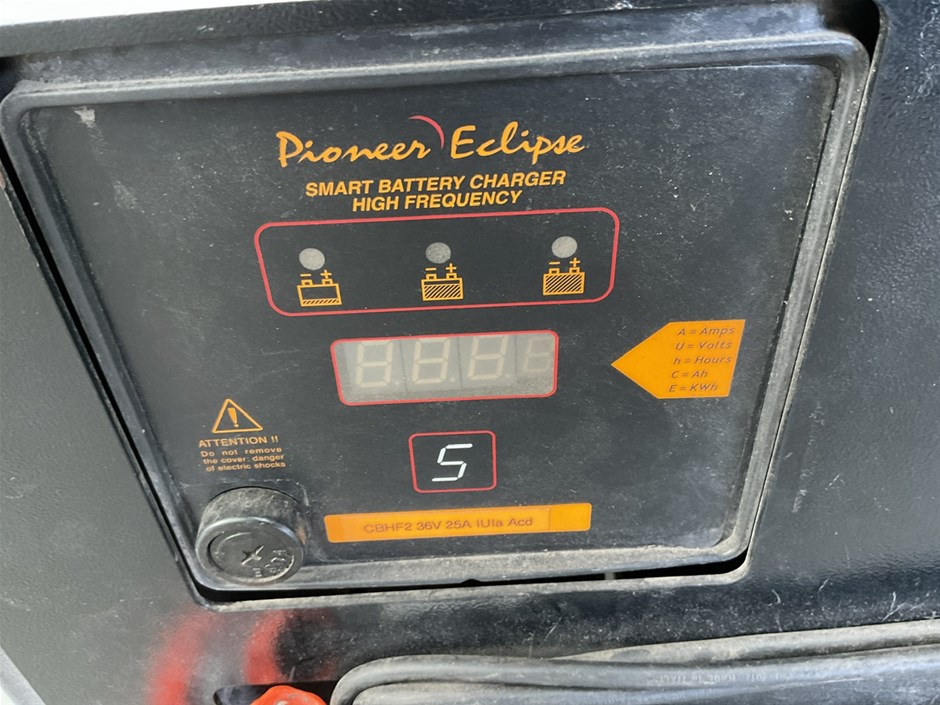 Pioneer Eclipse
SMART BATTERY CHARGER
HIGH FREQUENCY
- +
- +
- +
A = Amps
U = Volts
h = Hours
C = Ah
E = KWh
ATTENTION !!
Do not remove
the cover: danger
of electric shocks
S
CBHF2 36V 25A IUIa Acd